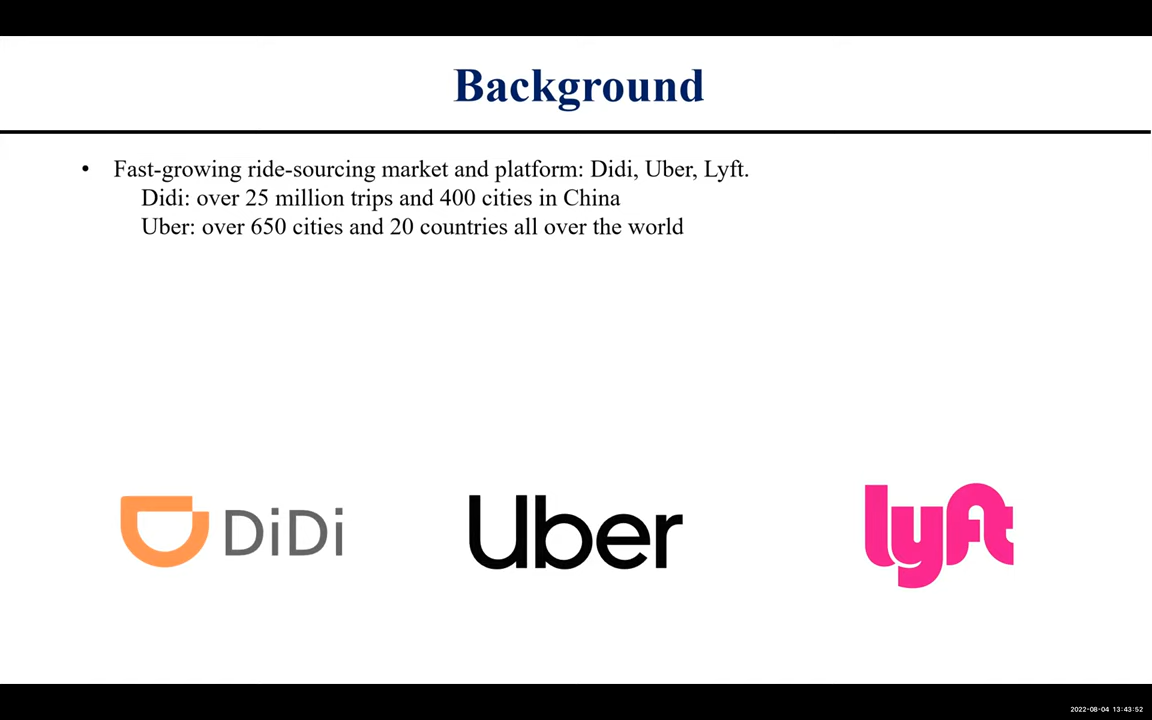 Background
• Fast-growing ride-sourcing market and platform: Didi, Uber, Lyft.
Didi: over 25 million trips and 400 cities in China
Uber: over 650 cities and 20 countries all over the world
DiDi
Uber
lyft
2022-08-04 13:43:52